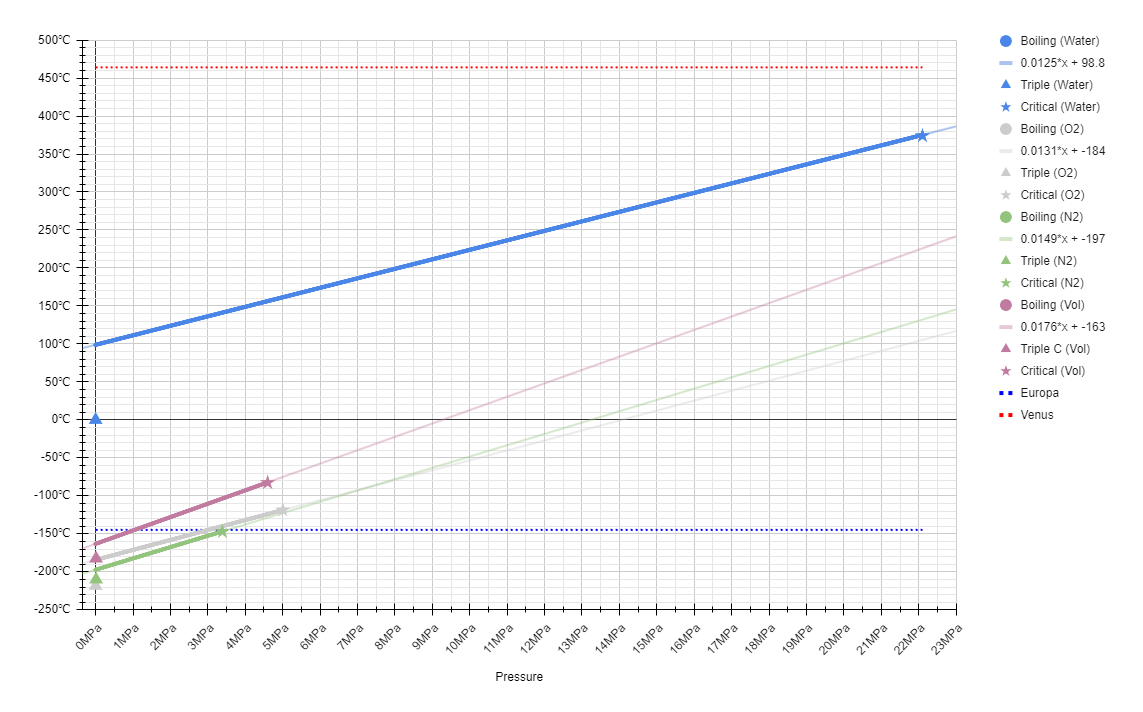 500°C
450°C
400°C
350°C
300°C
250°C
200°C
150°C
100°C
50°C
0°C
-50°C
-100°C
-150°C
-200°C
-250°C
0MPa
1MPa
2MPa
3MPa
4MPa
5MPa
6MPa
7MPa
8MPa
9MPa
10MPa
11MPa
12MPa
13MPa
14MPa
15MPa
16MPa
17MPa
18MPa
19MPa
20MPa
21MPa
22MPa
23MPa
Pressure
Boiling (Water)
0.0125*x + 98.8
Triple (Water)
Critical (Water)
Boiling (O2)
0.0131*x + -184
Triple (O2)
Critical (O2)
Boiling (N2)
0.0149*x + -197
Triple (N2)
Critical (N2)
Boiling (Vol)
0.0176*x + -163
Triple C (Vol)
Critical (Vol)
Europa
Venus